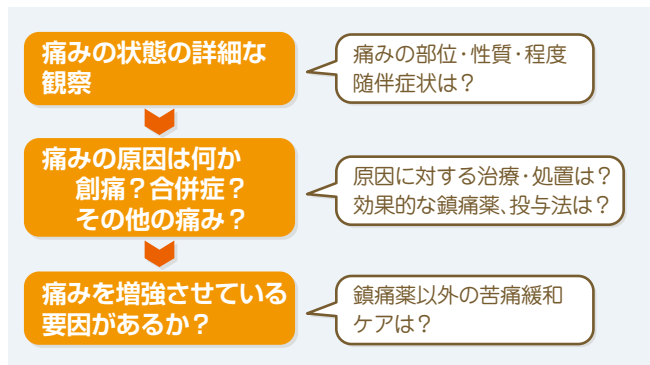 痛みの状態の詳細な
観察
痛みの部位・性質・程度
随伴症状は？
痛みの原因は何か
創痛？合併症？
その他の痛み？
原因に対する治療・処置は？
効果的な鎮痛薬、投与法は？
痛みを増強させている
要因があるか？
鎮痛薬以外の苦痛緩和
ケアは？